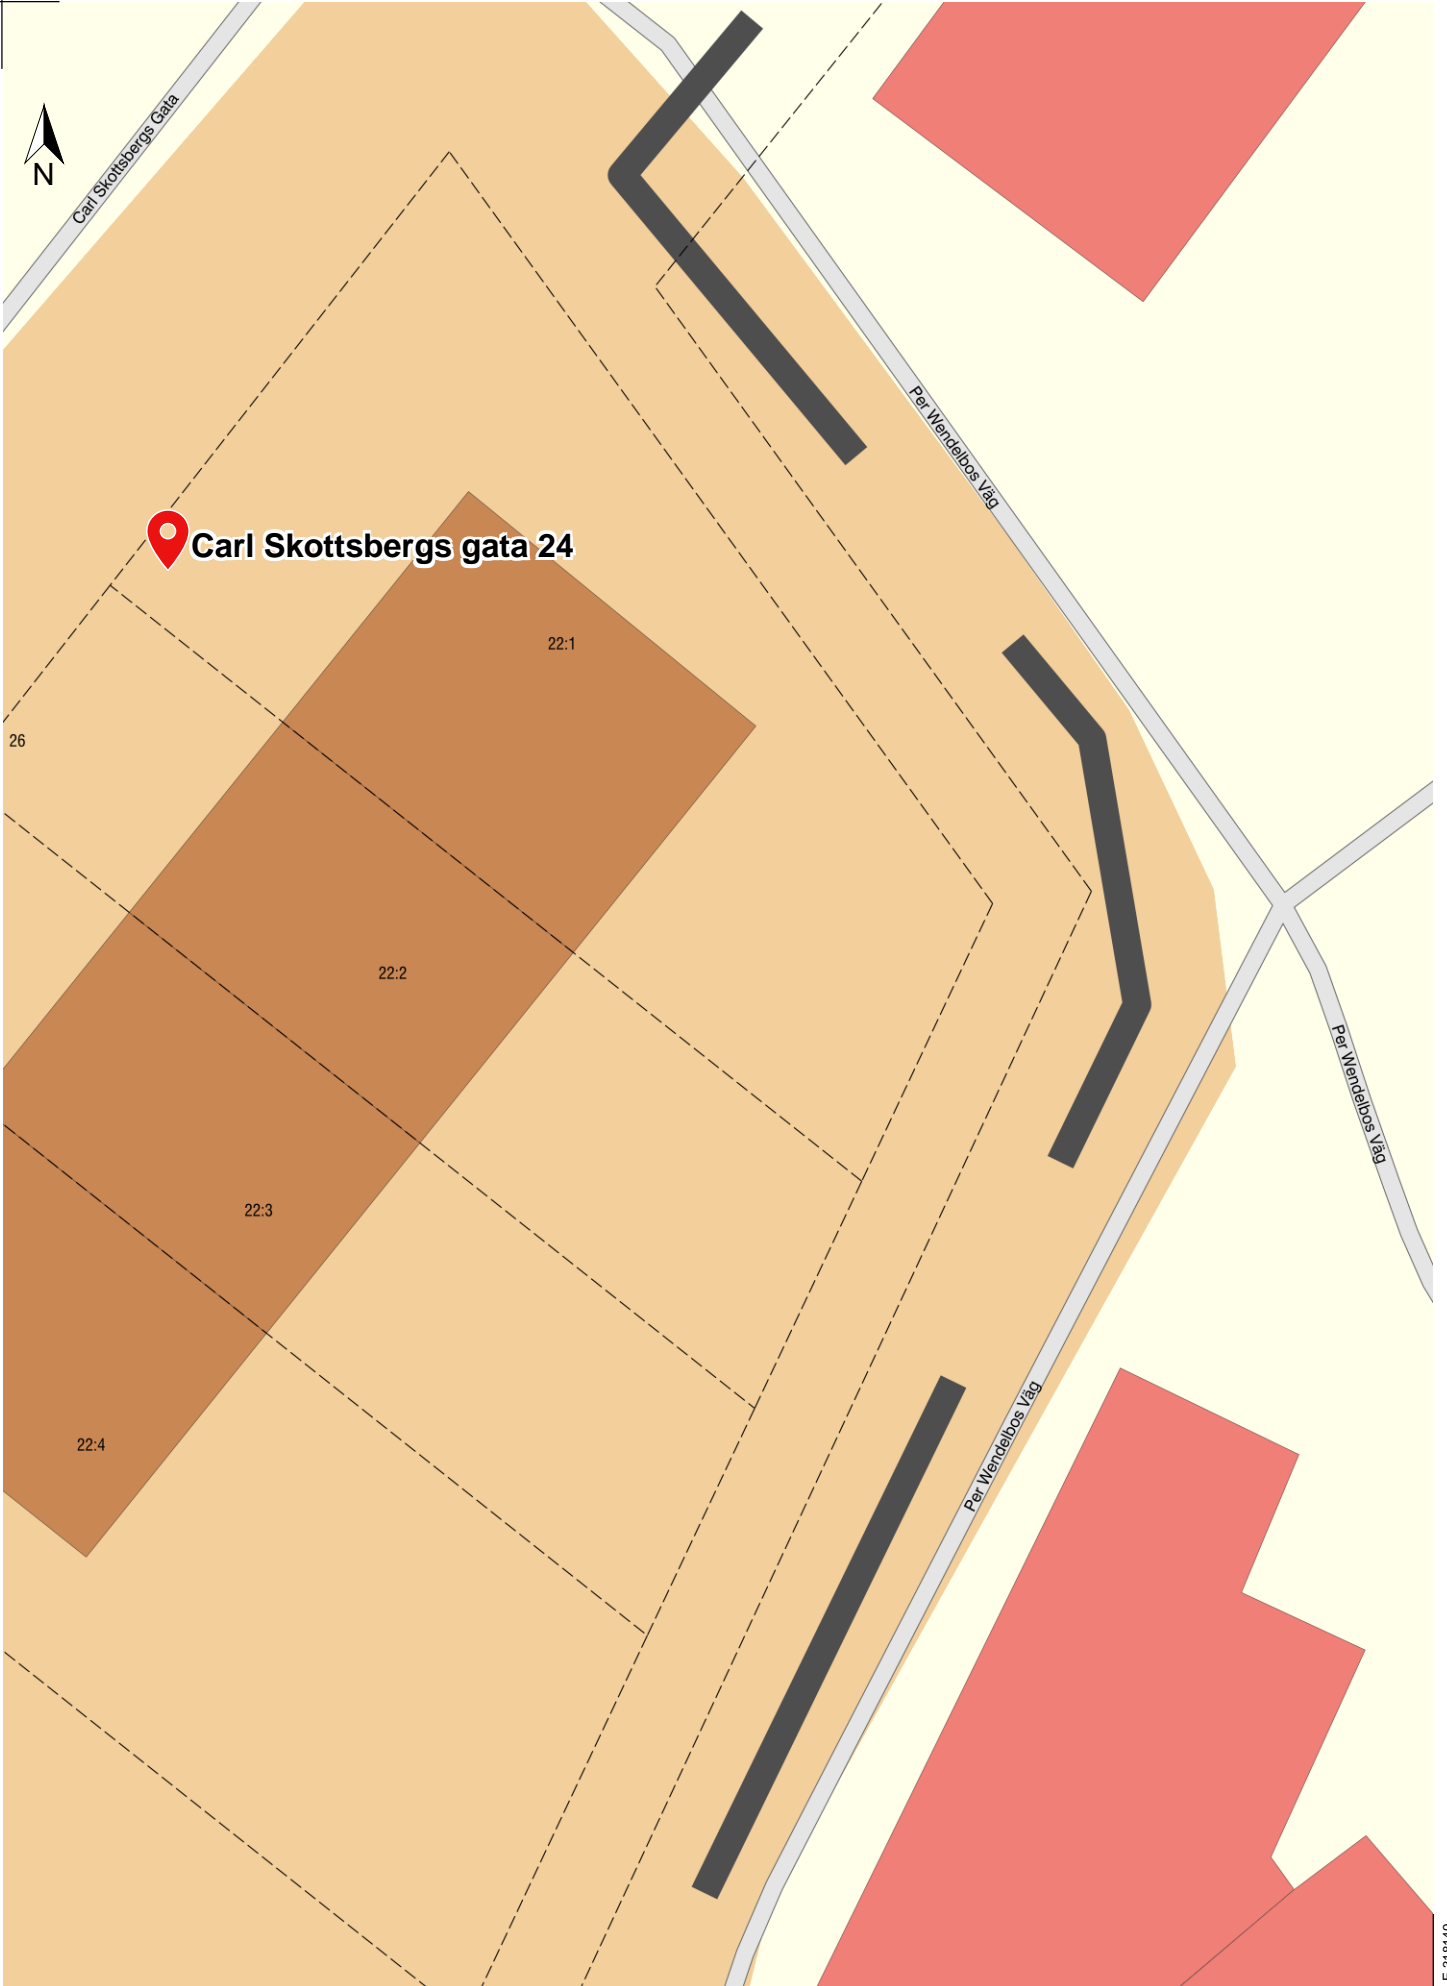 Carl Skottsbergs Gata
N
Per Wendelbos Väg
Carl Skottsbergs gata 24
22:1
26
22:2
Per Wendelbos Väg
22:3
Per Wendelbos Väg
22:4